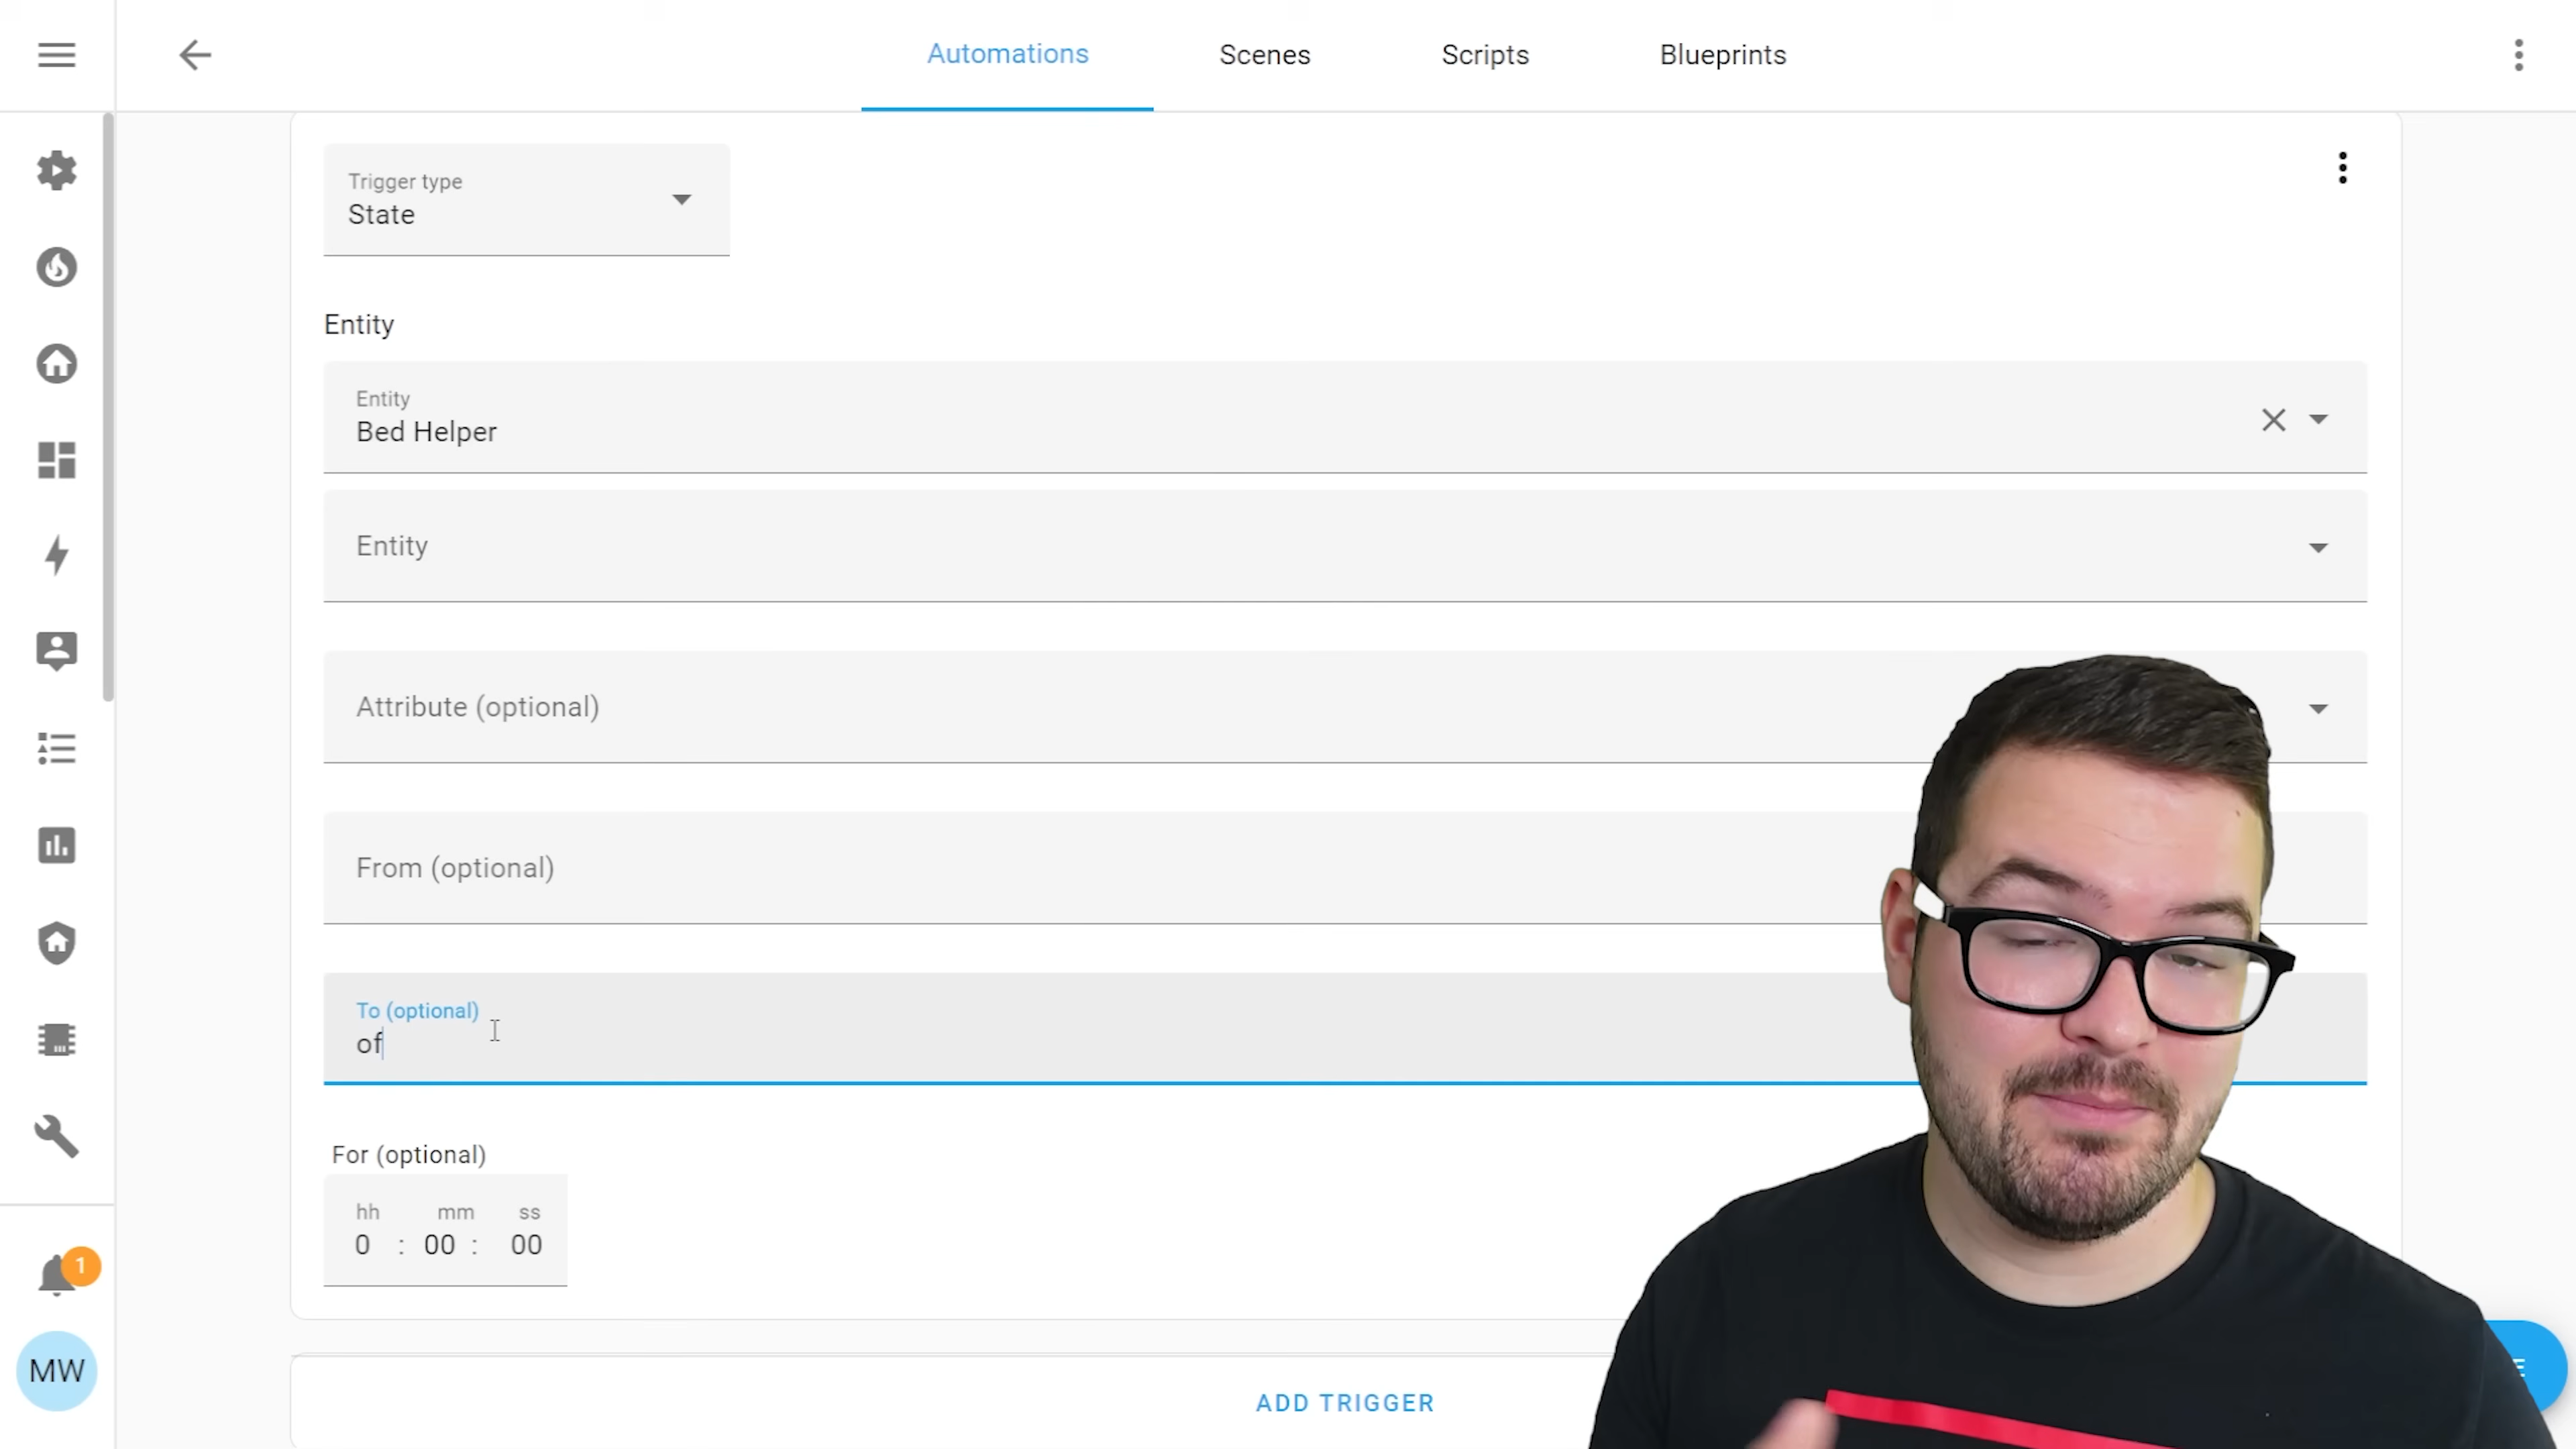 Automations
Scenes
Scripts
Blueprints
Trigger type
State
Entity
Entity
Bed Helper
Entity
Attribute (optional)
From (optional)
To (optional)
of
For (optional)
hh mm ss
0 : 00 : 00
1
MW
ADD TRIGGER
E